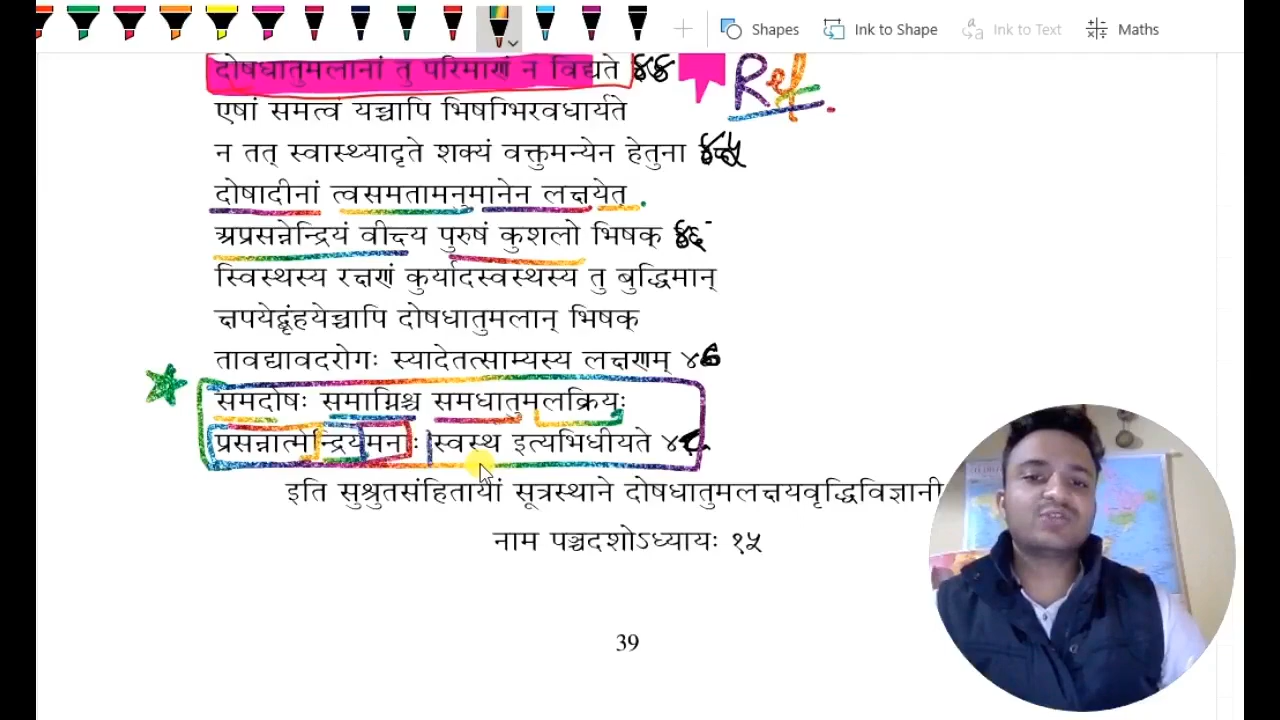 Shapes Ink to Shape Ink to Text Maths
दोषधातुमलानां तु परिमाणं न विद्यते ४४ Ref.
एषां समत्वं यच्चापि भिषग्भिरवधार्यते
न तत् स्वास्थ्यादृते शक्यं वक्तुमन्येन हेतुना ४५
दोषादीनां त्वसमतामनुमानेन लक्षयेत्
अप्रसन्नेन्द्रियं वीक्ष्य पुरुषं कुशलो भिषक् ४६
स्विस्थस्य रक्षणं कुर्यादस्वस्थस्य तु बुद्धिमान्
क्षपयेद्बृंहयेच्चापि दोषधातुमलान् भिषक्
तावद्यावदरोगः स्यादेतत्साम्यस्य लक्षणम् ४७
समदोषः समाग्निश्च समधातुमलक्रियः
प्रसन्नात्मेन्द्रियमनाः स्वस्थ इत्यभिधीयते ४८
इति सुश्रुतसंहितायां सूत्रस्थाने दोषधातुमलक्षयवृद्धिविज्ञानी
नाम पञ्चदशोऽध्यायः १५
39